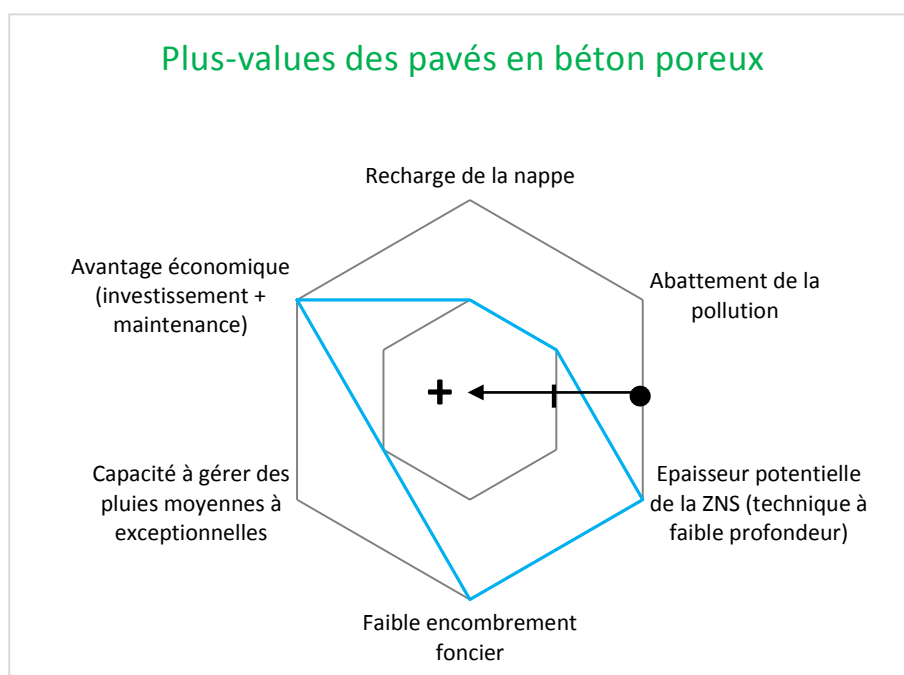 Plus-values des pavés en béton poreux
Recharge de la nappe
Avantage économique
(investissement +
maintenance)
Abattement de la
pollution
+
Capacité à gérer des
pluies moyennes à
exceptionnelles
Epaisseur potentielle
de la ZNS (technique à
faible profondeur)
Faible encombrement
foncier